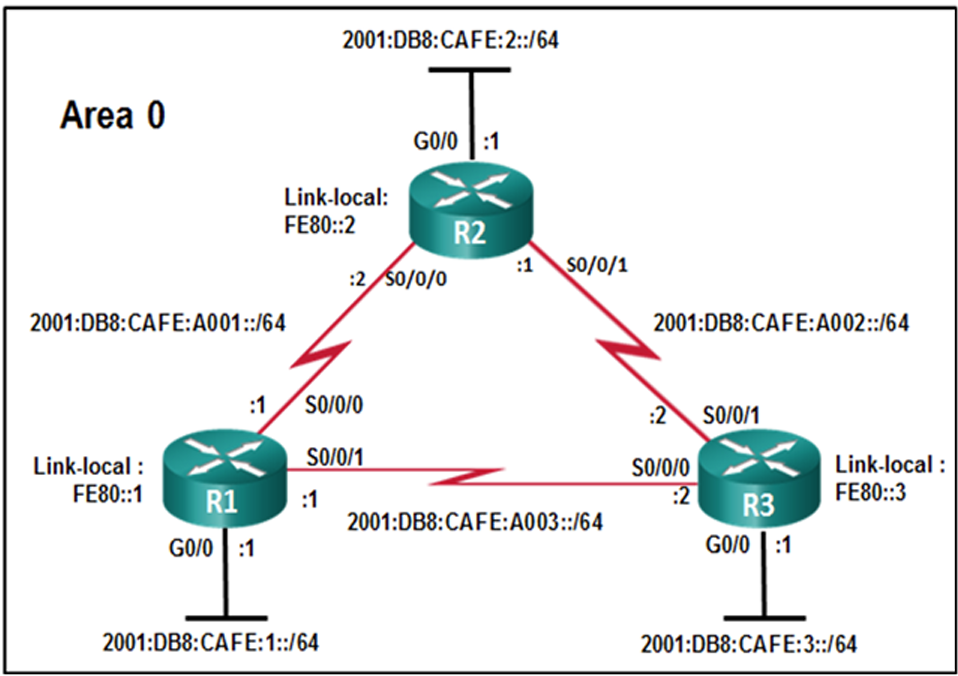 2001:DB8:CAFE:2::/64
Area 0
G0/0 :1
Link-local:
FE80::2
R2
:2 S0/0/0
:1 S0/0/1
2001:DB8:CAFE:A001::/64
2001:DB8:CAFE:A002::/64
:1 S0/0/0
:2 S0/0/1
Link-local :
FE80::1
R1
S0/0/1
:1
S0/0/0
:2
R3
Link-local :
FE80::3
2001:DB8:CAFE:A003::/64
G0/0 :1
G0/0 :1
2001:DB8:CAFE:1::/64
2001:DB8:CAFE:3::/64